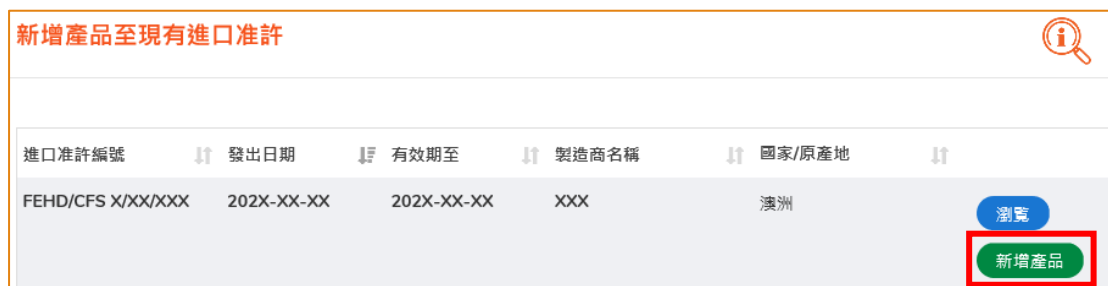 新增產品至現有進口准許
進口准許編號 發出日期 有效期至 製造商名稱 國家/原產地
FEHD/CFS X/XX/XXX 202X-XX-XX 202X-XX-XX XXX 澳洲
瀏覧
新增產品